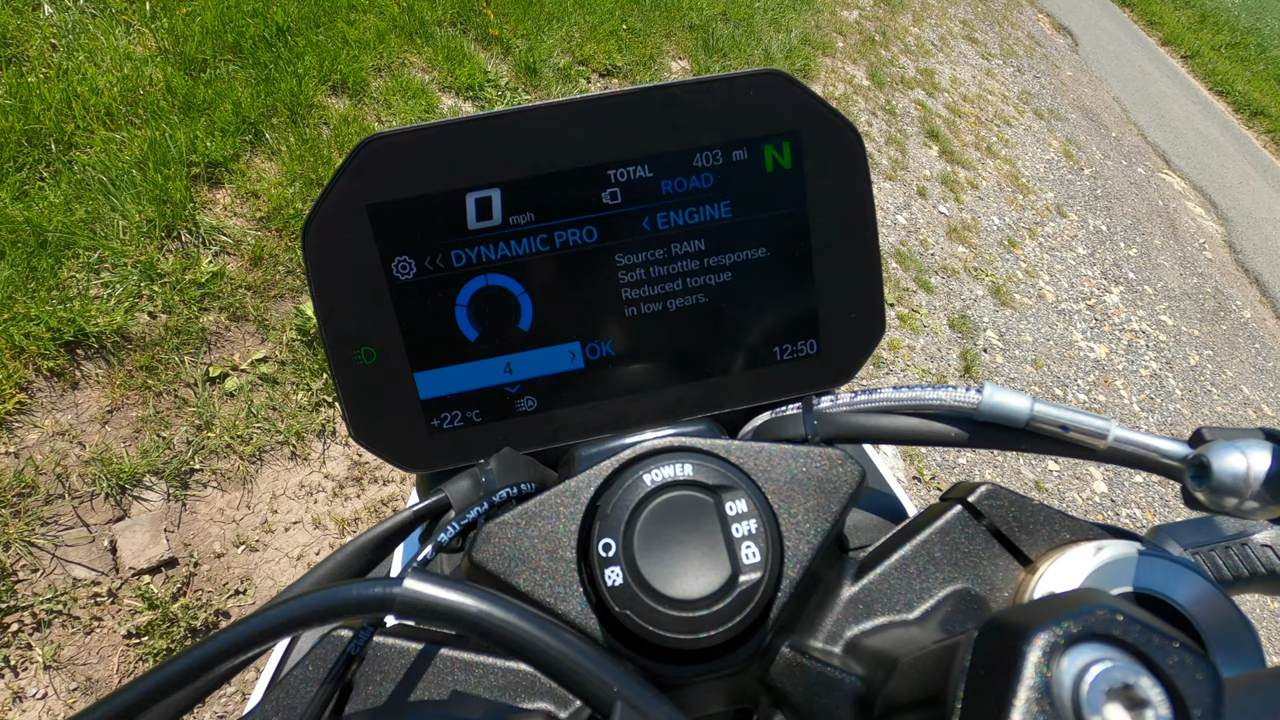 TOTAL 403 mi N
0 mph ROAD
<< DYNAMIC PRO < ENGINE
Source: RAIN
Soft throttle response.
Reduced torque
in low gears.
4 > OK
12:50
+22 °C
POWER
ON
OFF